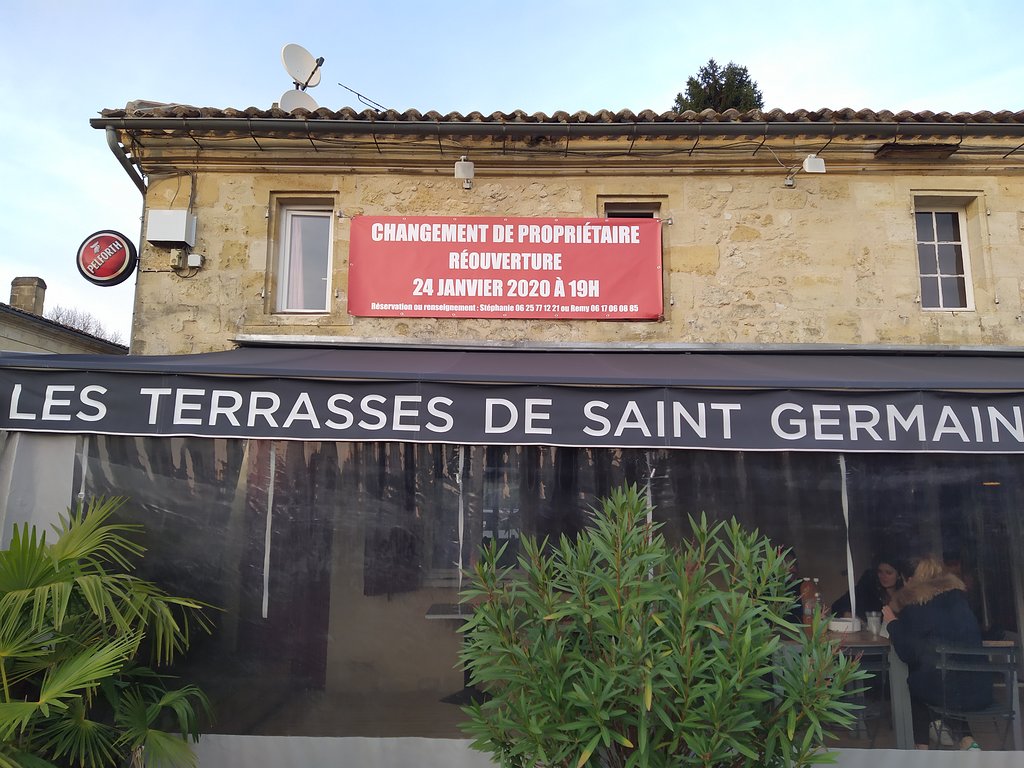 CHANGEMENT DE PROPRIÉTAIRE
RÉOUVERTURE
24 JANVIER 2020 À 19H
Réservation ou renseignement : Stéphanie 06 25 77 12 21 ou Remy 06 17 06 08 85
PELFORTH
LES TERRASSES DE SAINT GERMAIN